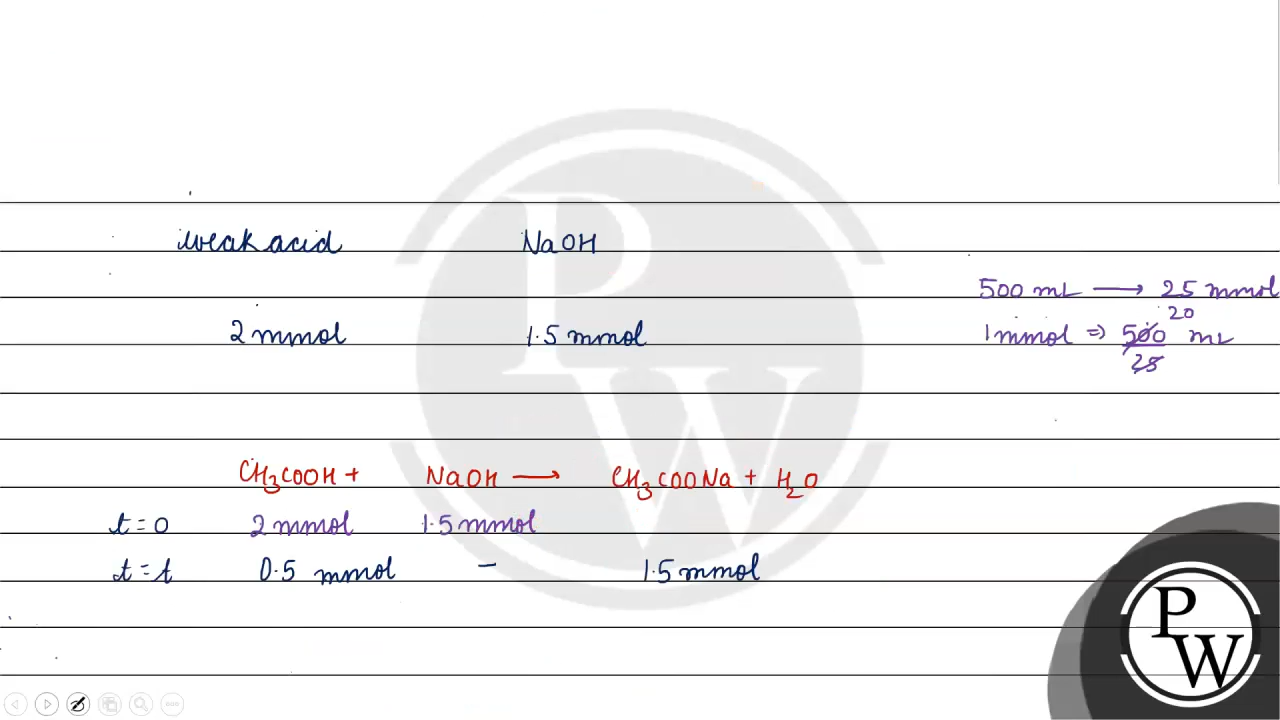 weak acid NaOH
500 mL ⟶ 25 mmol
2 mmol 1.5 mmol
20
1 mmol ⇒ 500/25 mL
CH₃COOH + NaOH ⟶ CH₃COONa + H₂O
t = 0 2 mmol 1.5 mmol
t = t 0.5 mmol – 1.5 mmol
P
W
P
W